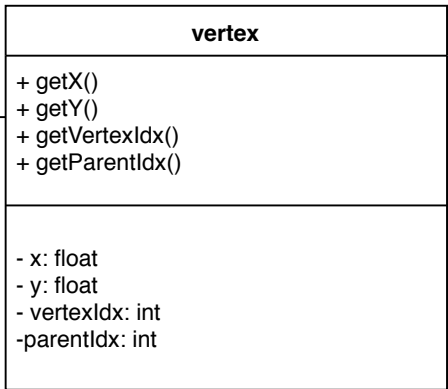 vertex
+ getX()
+ getY()
+ getVertexIdx()
+ getParentIdx()
- x: float
- y: float
- vertexIdx: int
-parentIdx: int